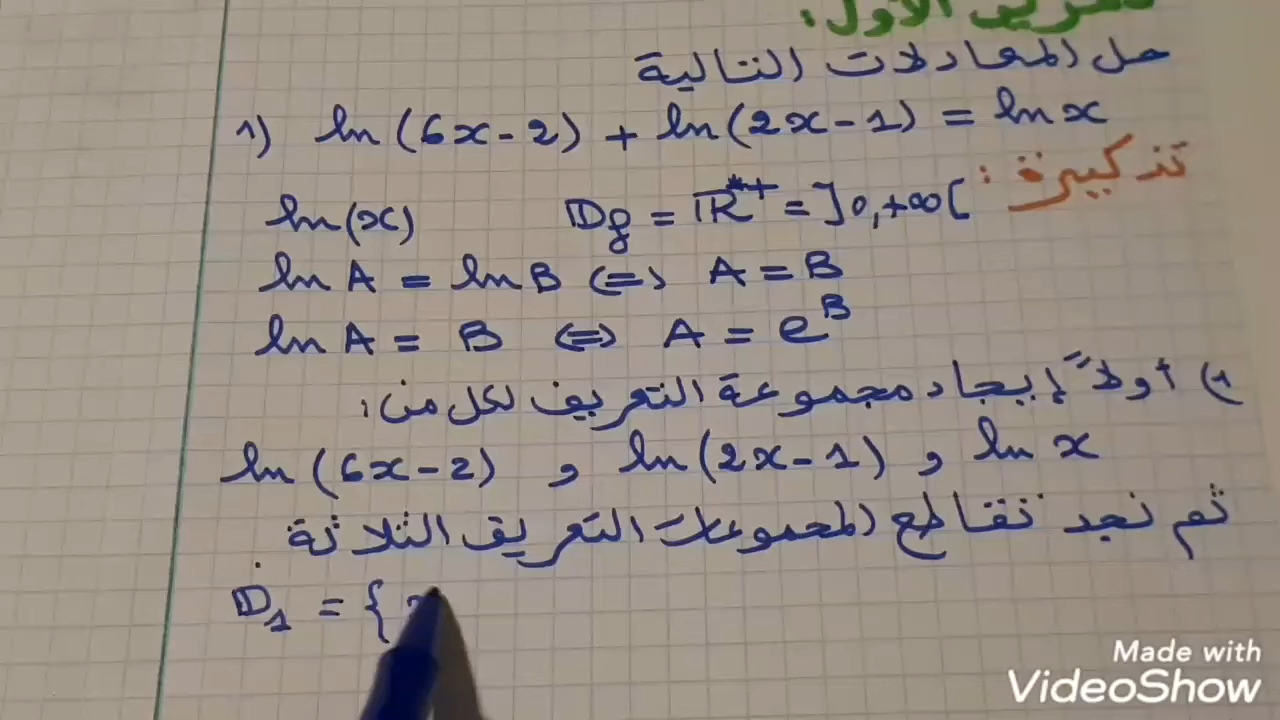 تمرين الأول:
حل المعادلات التالية
1) ln(6x-2) + ln(2x-1) = ln x
تذكير:
ln(x) Df = ℝ*+ = ]0,+∞[
ln A = ln B ⟺ A = B
ln A = B ⟺ A = e^B
1) أولاً إيجاد مجموعة التعريف لكل من:
ln(6x-2) و ln(2x-1) و ln x
ثم نجد تقاطع المجموعات التعريف الثلاثة
D₁ = {
Made with
VideoShow